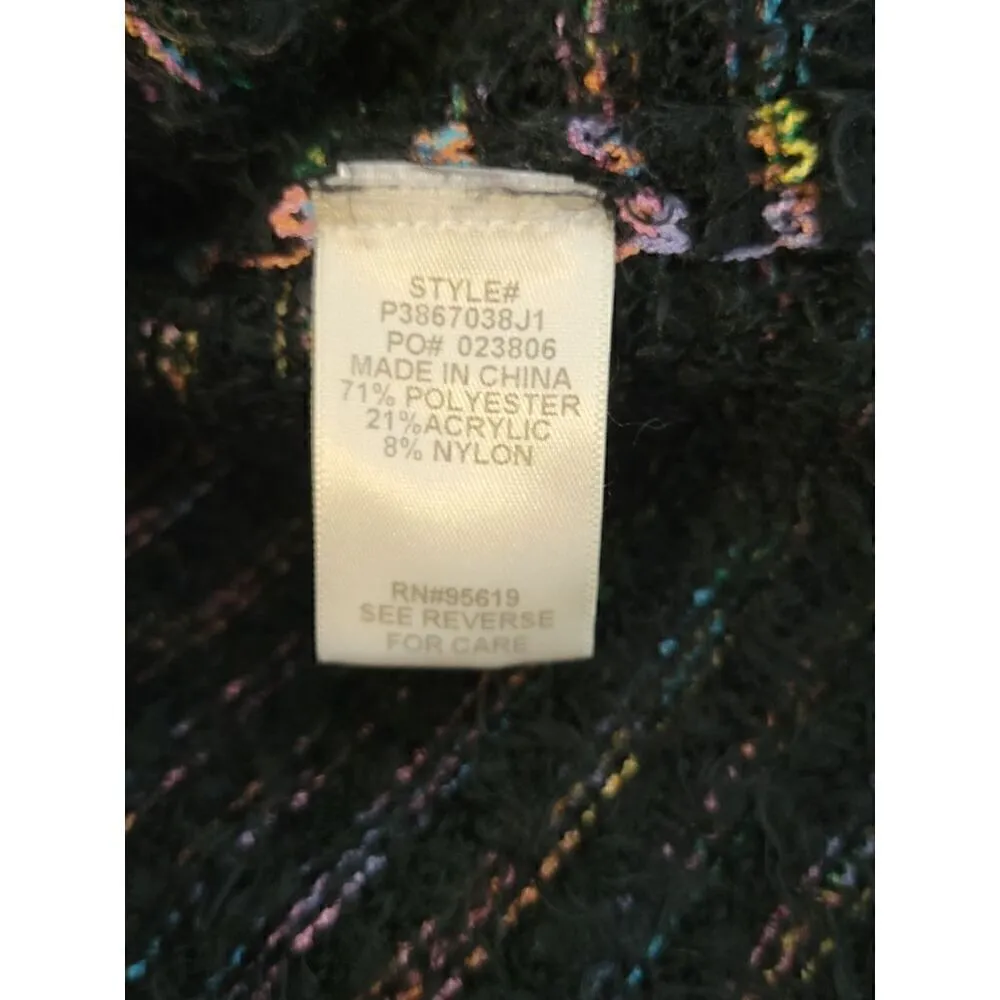 STYLE#
P3867038J1
PO# 023806
MADE IN CHINA
71% POLYESTER
21%ACRYLIC
8% NYLON
RN#95619
SEE REVERSE
FOR CARE